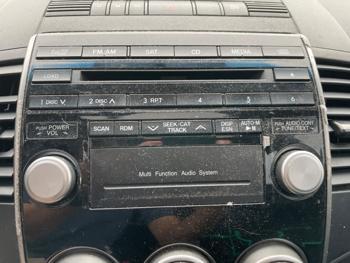 FM/AM SAT CD MEDIA
LOAD
1 DISC ∨ 2 DISC ∧ 3 RPT 4 5 6
PUSH POWER
VOL
SCAN RDM SEEK/CAT
TRACK
DISP
ESN
AUTO-M
PUSH AUDIO CONT
TUNE/TEXT
Multi Function Audio System